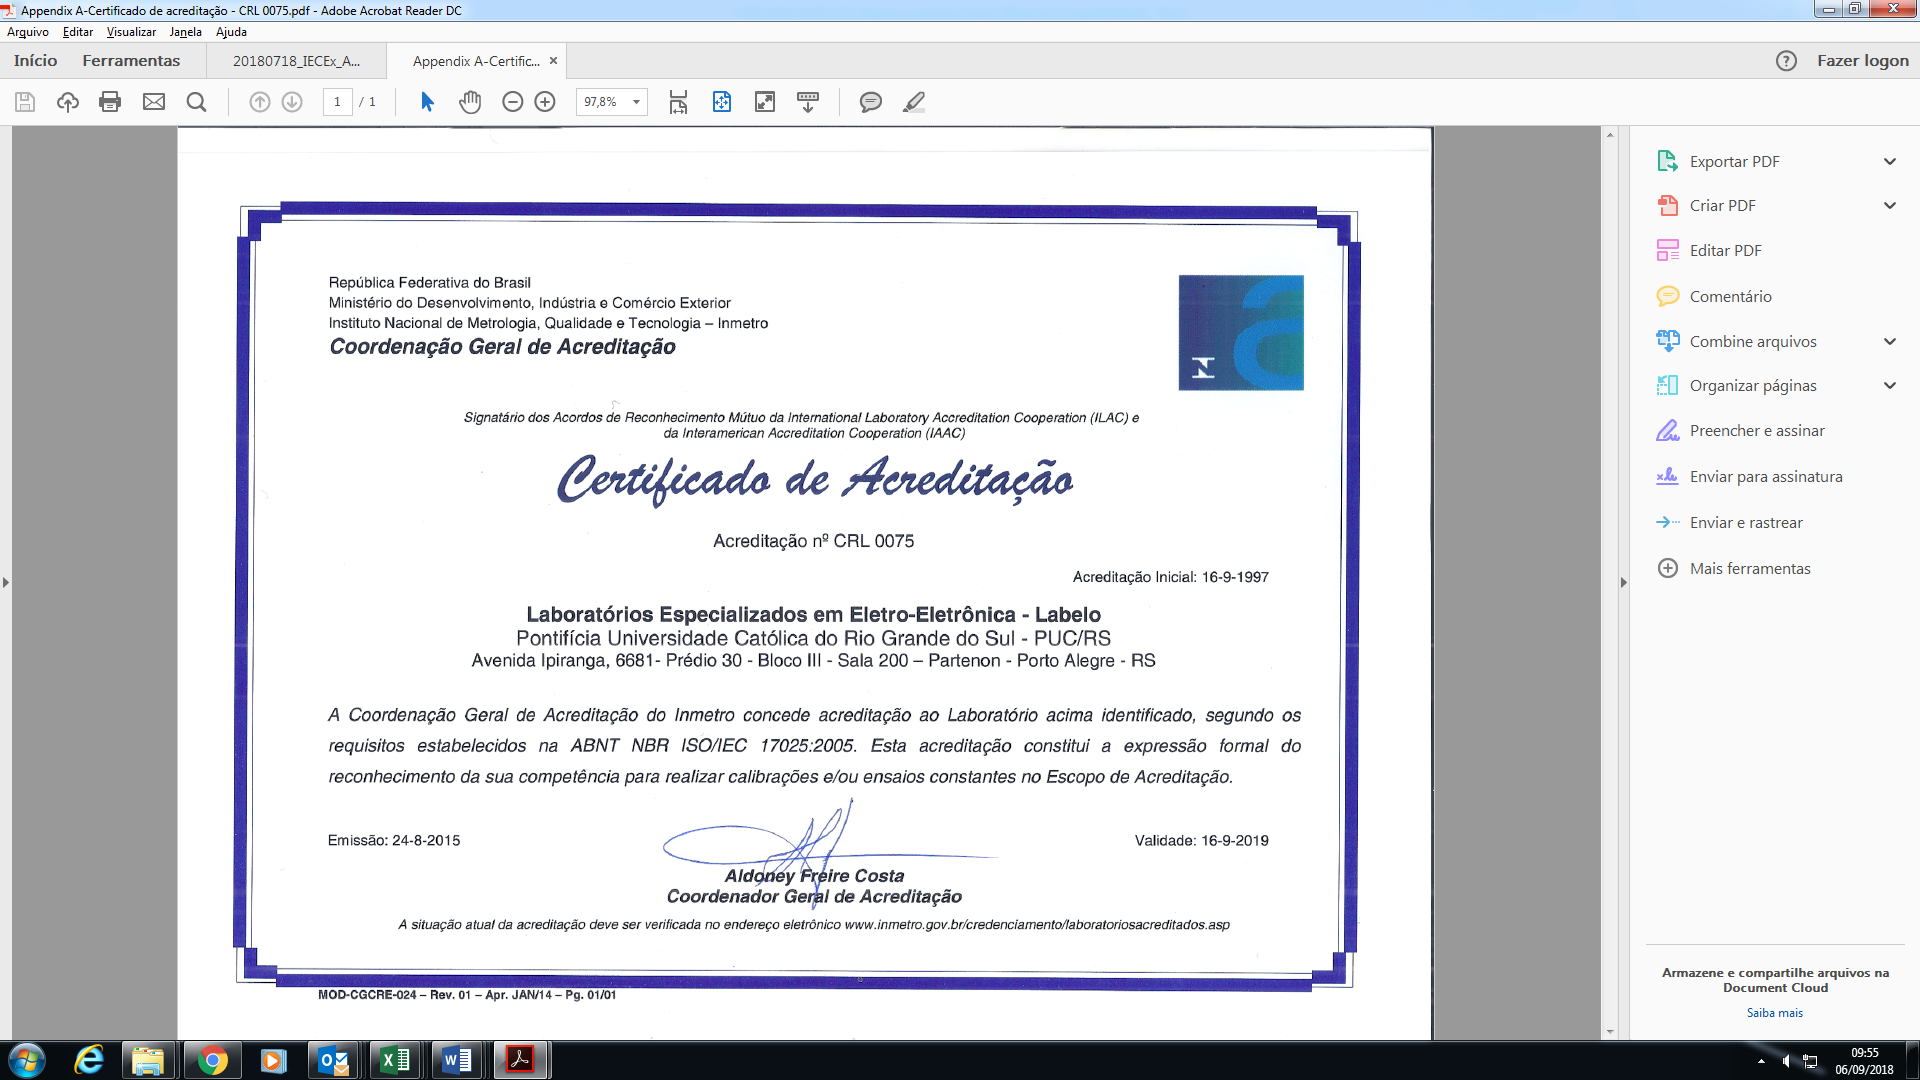 Appendix A-Certificado de acreditação - CRL 0075.pdf - Adobe Acrobat Reader DC
Arquivo Editar Visualizar Janela Ajuda
Início Ferramentas 20180718_IECEx_A... Appendix A-Certific... Fazer logon
1 / 1 97,8%
República Federativa do Brasil
Ministério do Desenvolvimento, Indústria e Comércio Exterior
Instituto Nacional de Metrologia, Qualidade e Tecnologia – Inmetro
Coordenação Geral de Acreditação
Signatário dos Acordos de Reconhecimento Mútuo da International Laboratory Accreditation Cooperation (ILAC) e
da Interamerican Accreditation Cooperation (IAAC)
Certificado de Acreditação
Acreditação nº CRL 0075
Acreditação Inicial: 16-9-1997
Laboratórios Especializados em Eletro-Eletrônica - Labelo
Pontifícia Universidade Católica do Rio Grande do Sul - PUC/RS
Avenida Ipiranga, 6681- Prédio 30 - Bloco III - Sala 200 – Partenon - Porto Alegre - RS
A Coordenação Geral de Acreditação do Inmetro concede acreditação ao Laboratório acima identificado, segundo os
requisitos estabelecidos na ABNT NBR ISO/IEC 17025:2005. Esta acreditação constitui a expressão formal do
reconhecimento da sua competência para realizar calibrações e/ou ensaios constantes no Escopo de Acreditação.
Emissão: 24-8-2015
Validade: 16-9-2019
Aldoney Freire Costa
Coordenador Geral de Acreditação
A situação atual da acreditação deve ser verificada no endereço eletrônico www.inmetro.gov.br/credenciamento/laboratoriosacreditados.asp
MOD-CGCRE-024 – Rev. 01 – Apr. JAN/14 – Pg. 01/01
Exportar PDF
Criar PDF
Editar PDF
Comentário
Combine arquivos
Organizar páginas
Preencher e assinar
Enviar para assinatura
Enviar e rastrear
Mais ferramentas
Armazene e compartilhe arquivos na
Document Cloud
Saiba mais
09:55
06/09/2018